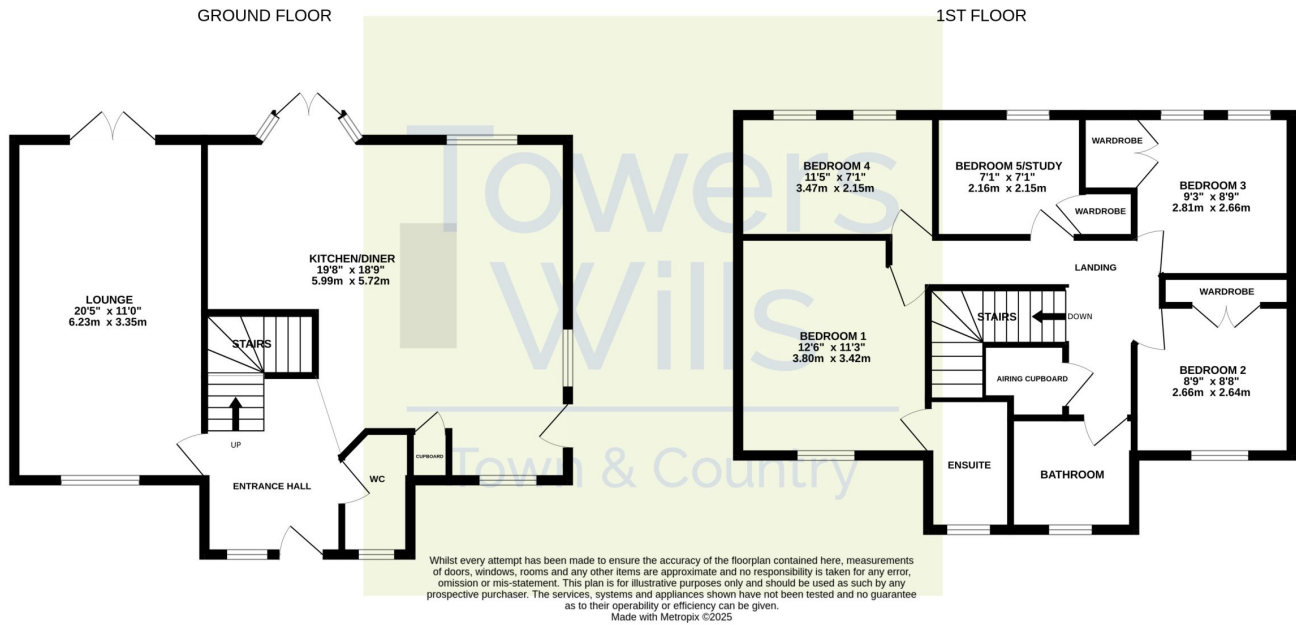 GROUND FLOOR
1ST FLOOR
Towers
Wills
Town & Country
LOUNGE
20'5" x 11'0"
6.23m x 3.35m
KITCHEN/DINER
19'8" x 18'9"
5.99m x 5.72m
STAIRS
UP
ENTRANCE HALL
WC
CUPBOARD
BEDROOM 4
11'5" x 7'1"
3.47m x 2.15m
BEDROOM 5/STUDY
7'1" x 7'1"
2.16m x 2.15m
WARDROBE
WARDROBE
BEDROOM 3
9'3" x 8'9"
2.81m x 2.66m
LANDING
WARDROBE
STAIRS
DOWN
BEDROOM 1
12'6" x 11'3"
3.80m x 3.42m
AIRING CUPBOARD
BEDROOM 2
8'9" x 8'8"
2.66m x 2.64m
ENSUITE
BATHROOM
Whilst every attempt has been made to ensure the accuracy of the floorplan contained here, measurements
of doors, windows, rooms and any other items are approximate and no responsibility is taken for any error,
omission or mis-statement. This plan is for illustrative purposes only and should be used as such by any
prospective purchaser. The services, systems and appliances shown have not been tested and no guarantee
as to their operability or efficiency can be given.
Made with Metropix ©2025